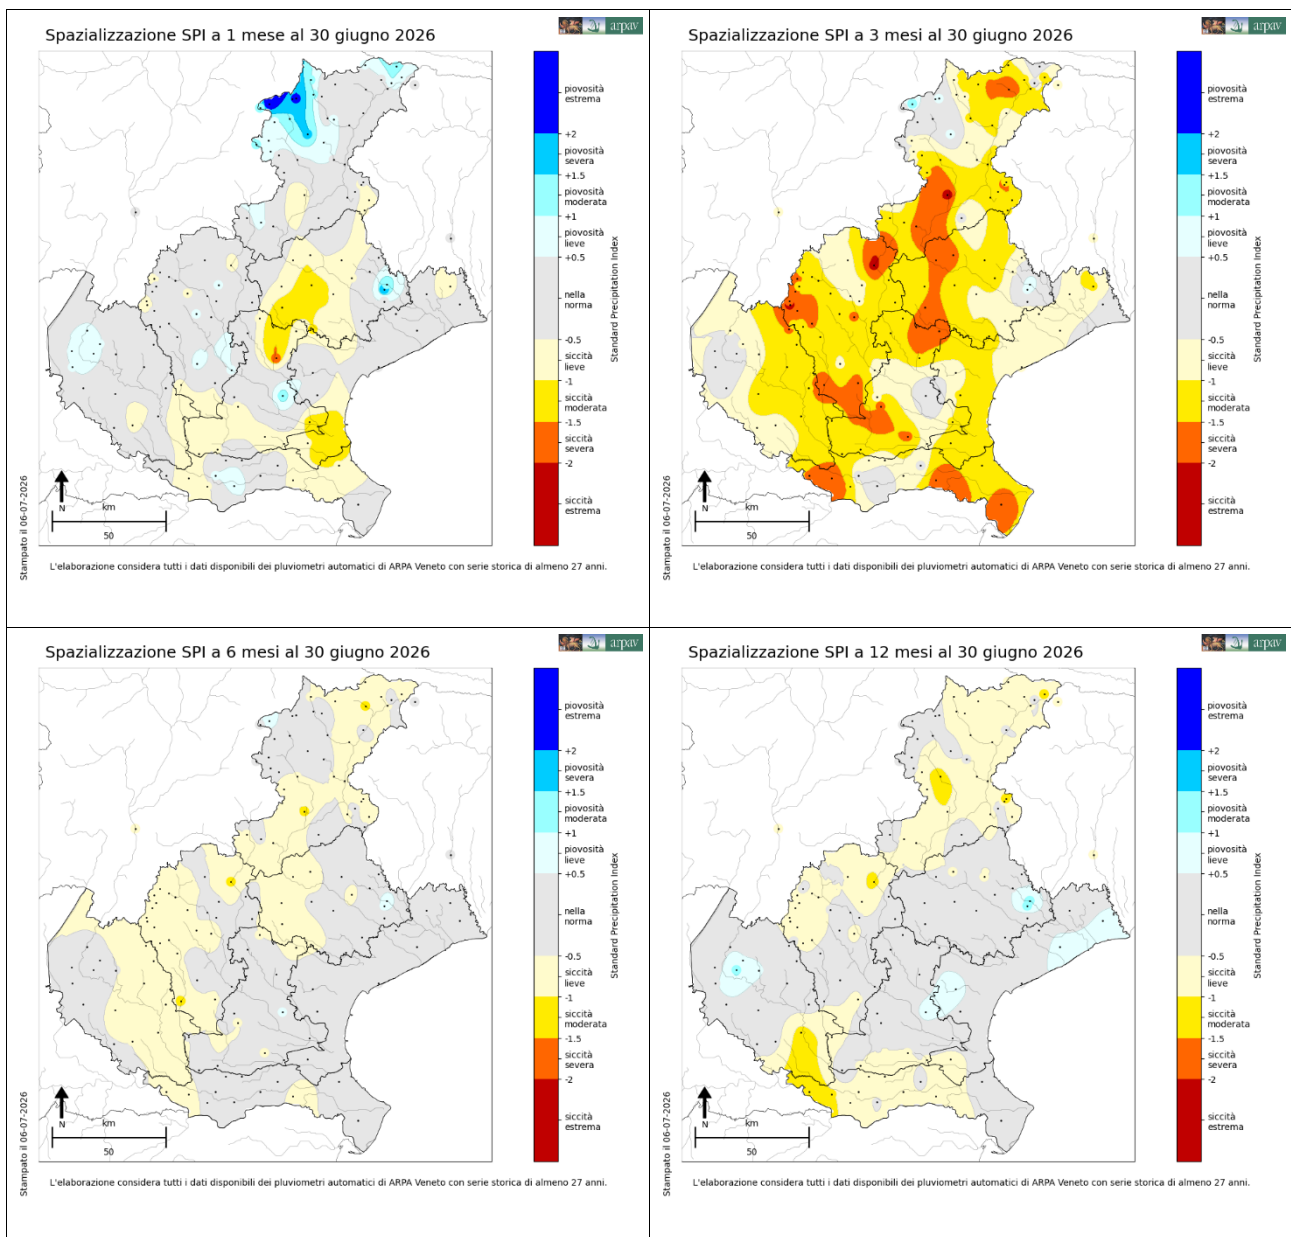 Spazializzazione SPI a 1 mese al 30 giugno 2026
arpav
piovosità
estrema
+2
piovosità
severa
+1.5
piovosità
moderata
+1
piovosità
lieve
+0.5
nella
norma
-0.5
siccità
lieve
-1
siccità
moderata
-1.5
siccità
severa
-2
siccità
estrema
Standard Precipitation Index
Stampato il 06-07-2026
N
km
50
L'elaborazione considera tutti i dati disponibili dei pluviometri automatici di ARPA Veneto con serie storica di almeno 27 anni.
Spazializzazione SPI a 3 mesi al 30 giugno 2026
arpav
piovosità
estrema
+2
piovosità
severa
+1.5
piovosità
moderata
+1
piovosità
lieve
+0.5
nella
norma
-0.5
siccità
lieve
-1
siccità
moderata
-1.5
siccità
severa
-2
siccità
estrema
Standard Precipitation Index
Stampato il 06-07-2026
N
km
50
L'elaborazione considera tutti i dati disponibili dei pluviometri automatici di ARPA Veneto con serie storica di almeno 27 anni.
Spazializzazione SPI a 6 mesi al 30 giugno 2026
arpav
piovosità
estrema
+2
piovosità
severa
+1.5
piovosità
moderata
+1
piovosità
lieve
+0.5
nella
norma
-0.5
siccità
lieve
-1
siccità
moderata
-1.5
siccità
severa
-2
siccità
estrema
Standard Precipitation Index
Stampato il 06-07-2026
N
km
50
L'elaborazione considera tutti i dati disponibili dei pluviometri automatici di ARPA Veneto con serie storica di almeno 27 anni.
Spazializzazione SPI a 12 mesi al 30 giugno 2026
arpav
piovosità
estrema
+2
piovosità
severa
+1.5
piovosità
moderata
+1
piovosità
lieve
+0.5
nella
norma
-0.5
siccità
lieve
-1
siccità
moderata
-1.5
siccità
severa
-2
siccità
estrema
Standard Precipitation Index
Stampato il 06-07-2026
N
km
50
L'elaborazione considera tutti i dati disponibili dei pluviometri automatici di ARPA Veneto con serie storica di almeno 27 anni.